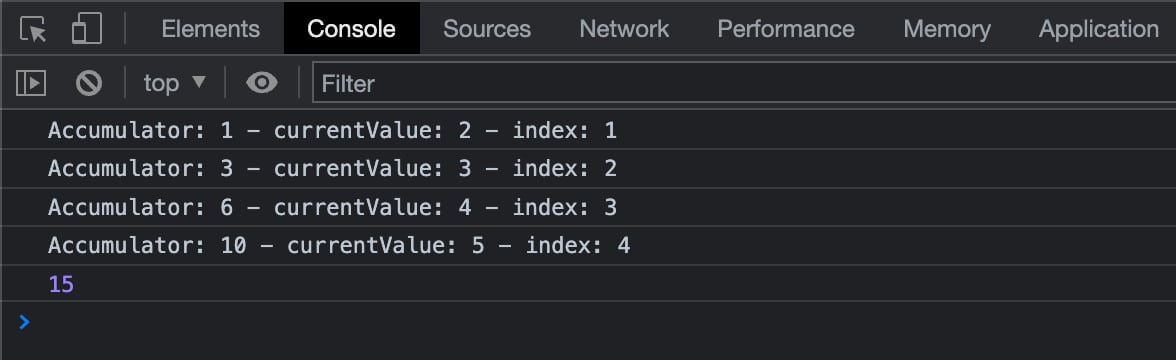 Elements Console Sources Network Performance Memory Application
top Filter
Accumulator: 1 – currentValue: 2 – index: 1
Accumulator: 3 – currentValue: 3 – index: 2
Accumulator: 6 – currentValue: 4 – index: 3
Accumulator: 10 – currentValue: 5 – index: 4
15